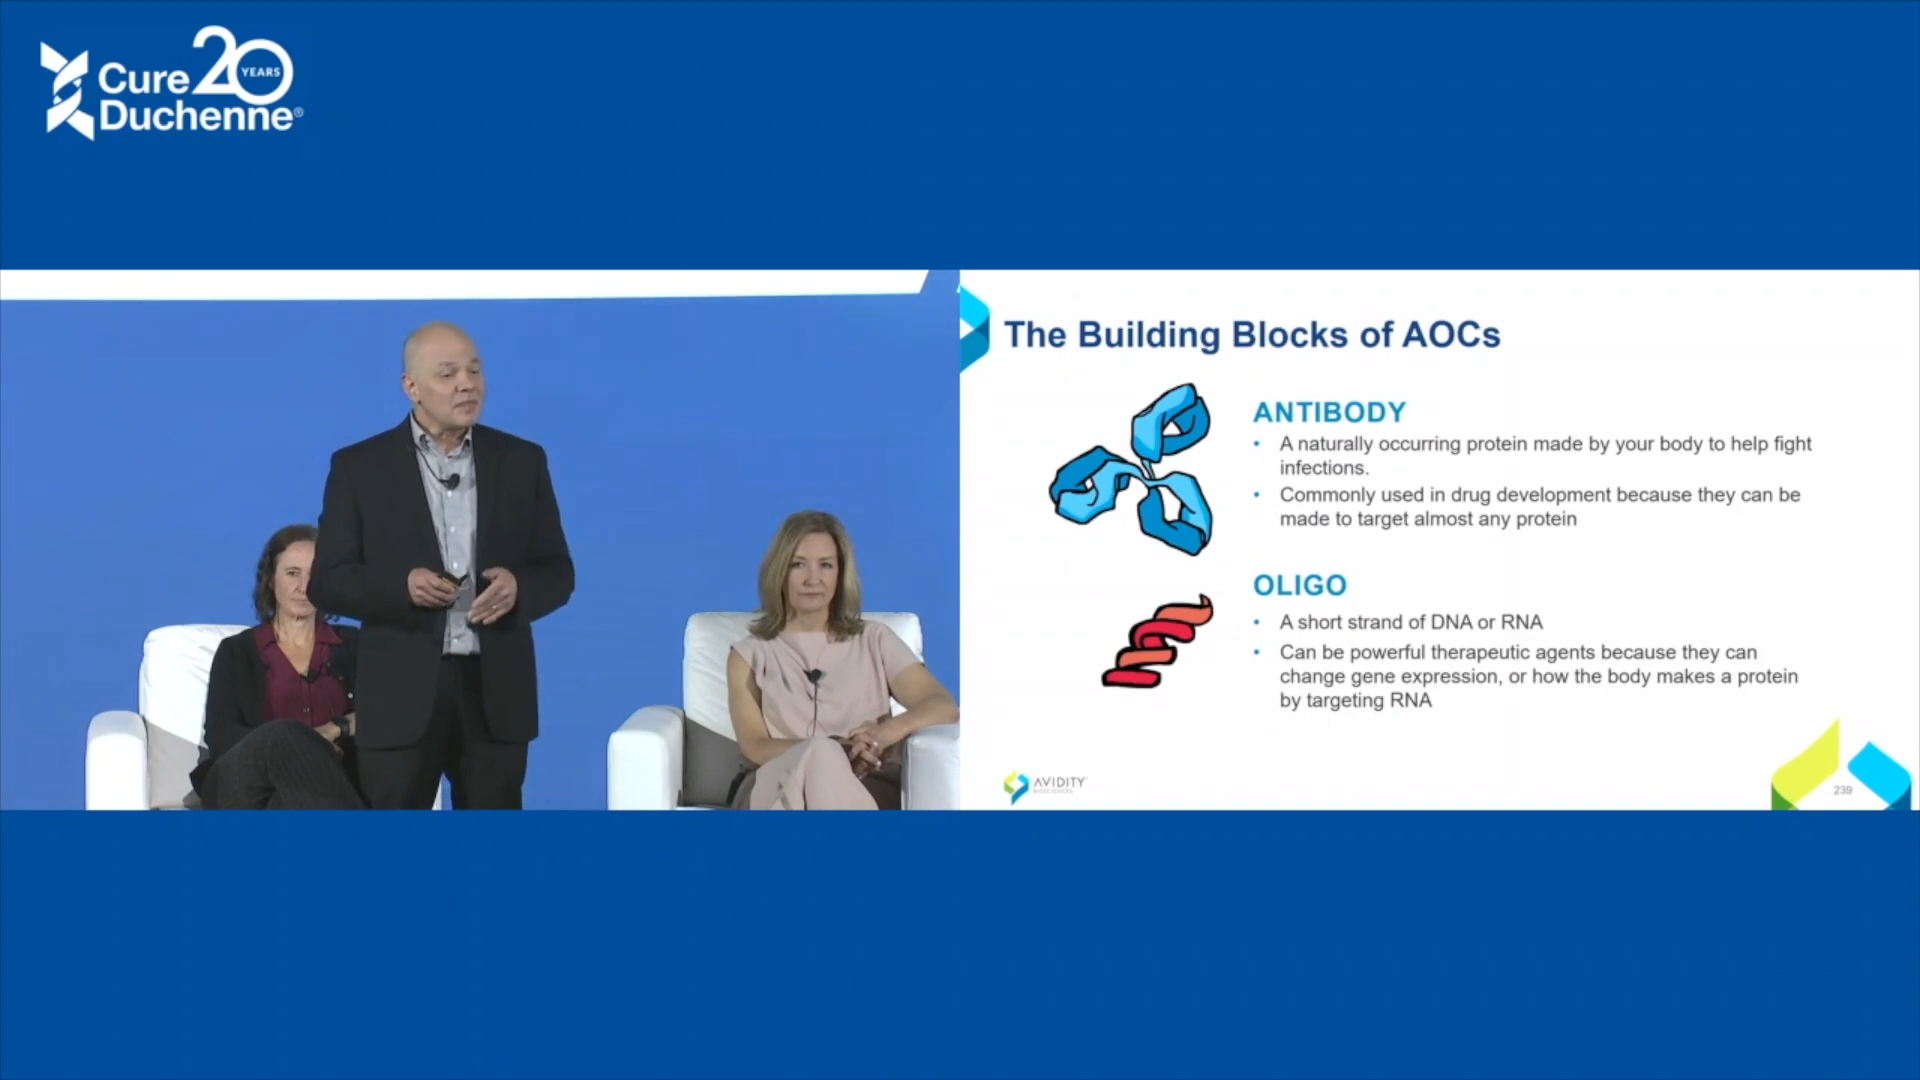 Cure 20 YEARS
Duchenne®
The Building Blocks of AOCs
ANTIBODY
• A naturally occurring protein made by your body to help fight
infections.
• Commonly used in drug development because they can be
made to target almost any protein
OLIGO
• A short strand of DNA or RNA
• Can be powerful therapeutic agents because they can
change gene expression, or how the body makes a protein
by targeting RNA
AVIDITY
BIOSCIENCES
239